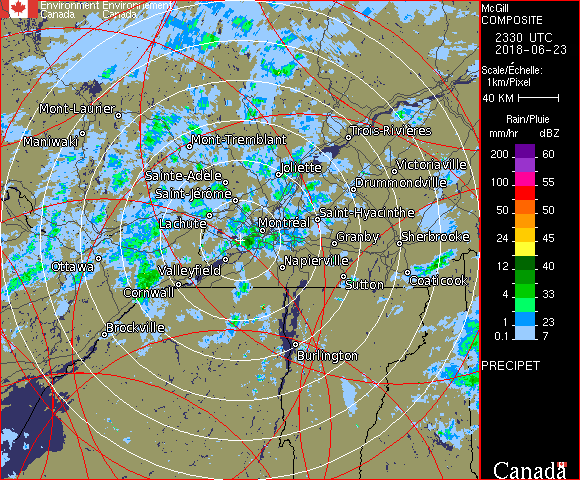 Environment Environnement
Canada Canada
McGill
COMPOSITE
2330 UTC
2018-06-23
Scale/Échelle:
1km/Pixel
40 KM
Rain/Pluie
mm/hr dBZ
200 60
100 55
50 50
24 45
12 40
4 33
1 23
0.1 7
PRECIPET
Canada
Mont-Laurier
Maniwaki
Mont-Tremblant
Trois-Rivières
Victoriaville
Joliette
Sainte-Adèle
Drummondville
Saint-Jérôme
Saint-Hyacinthe
Lachute
Montréal
Granby
Sherbrooke
Ottawa
Valleyfield
Napierville
Cornwall
Sutton
Coaticook
Brockville
Burlington